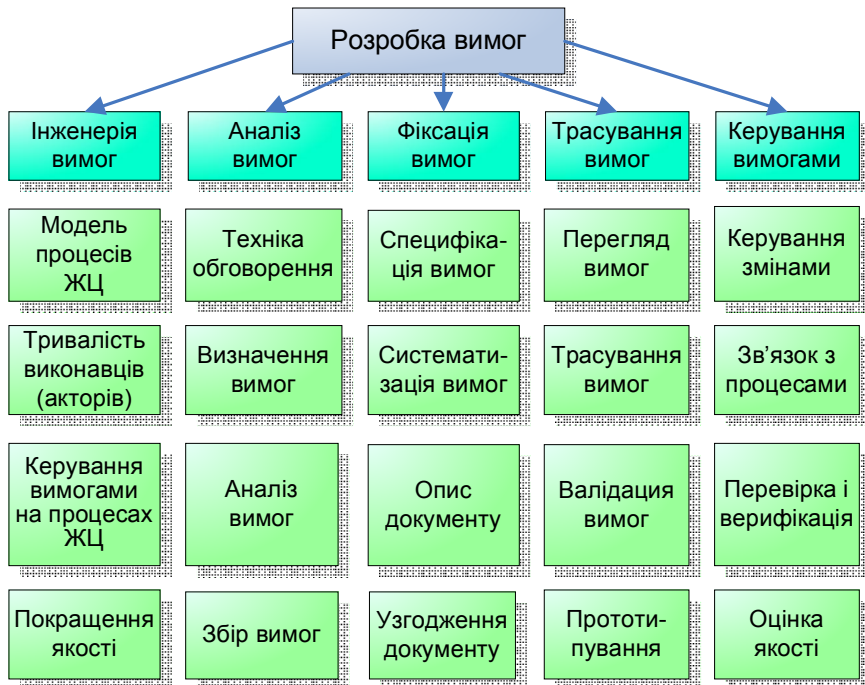 Розробка вимог
Інженерія
вимог
Аналіз
вимог
Фіксація
вимог
Трасування
вимог
Керування
вимогами
Модель
процесів
ЖЦ
Техніка
обговорення
Специфіка-
ція вимог
Перегляд
вимог
Керування
змінами
Тривалість
виконавців
(акторів)
Визначення
вимог
Системати-
зація вимог
Трасування
вимог
Зв’язок з
процесами
Керування
вимогами
на процесах
ЖЦ
Аналіз
вимог
Опис
документу
Валідация
вимог
Перевірка і
верифікація
Покращення
якості
Збір вимог
Узгодження
документу
Прототи-
пування
Оцінка
якості